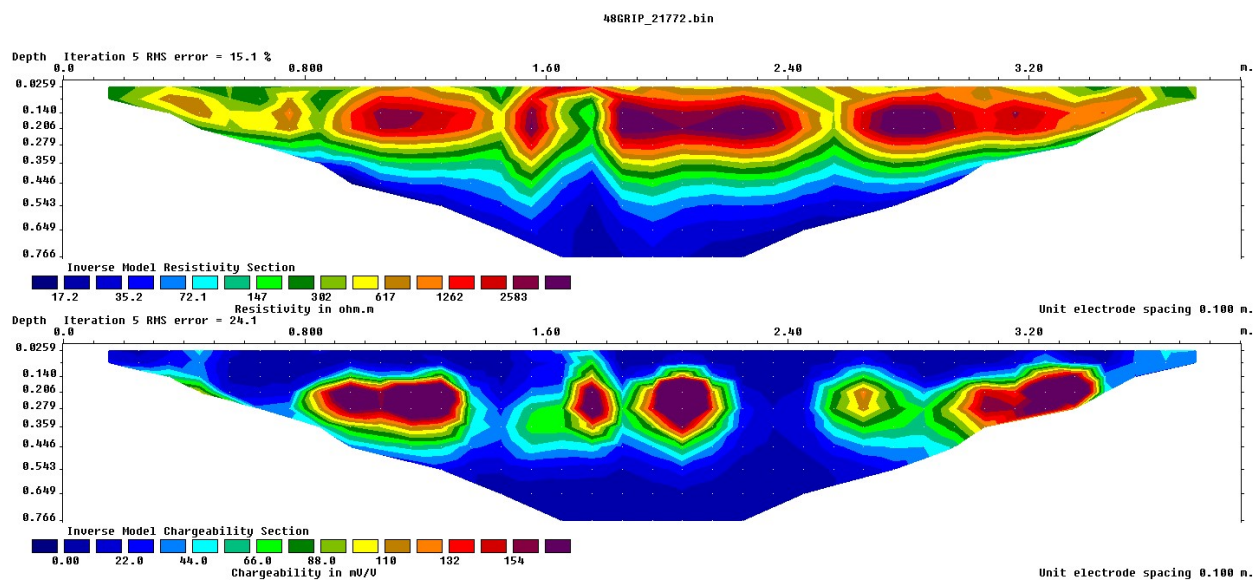 48GRIP_21772.bin
Depth Iteration 5 RMS error = 15.1 %
0.0 0.800 1.60 2.40 3.20 m.
0.0259
0.140
0.206
0.279
0.359
0.446
0.543
0.649
0.766
Inverse Model Resistivity Section
17.2 35.2 72.1 147 302 617 1262 2583
Resistivity in ohm.m Unit electrode spacing 0.100 m.
Depth Iteration 5 RMS error = 24.1
0.0 0.800 1.60 2.40 3.20 m.
0.0259
0.140
0.206
0.279
0.359
0.446
0.543
0.649
0.766
Inverse Model Chargeability Section
0.00 22.0 44.0 66.0 88.0 110 132 154
Chargeability in mV/V Unit electrode spacing 0.100 m.